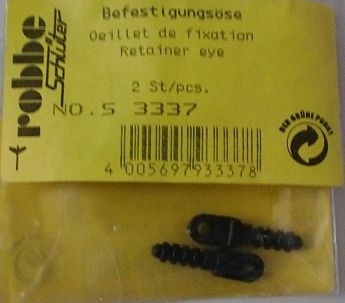 robbe
Schlüter
Befestigungsöse
Oeillet de fixation
Retainer eye
2 St/pcs.
NO.S 3337
4 005697 933378
DER GRÜNE PUNKT